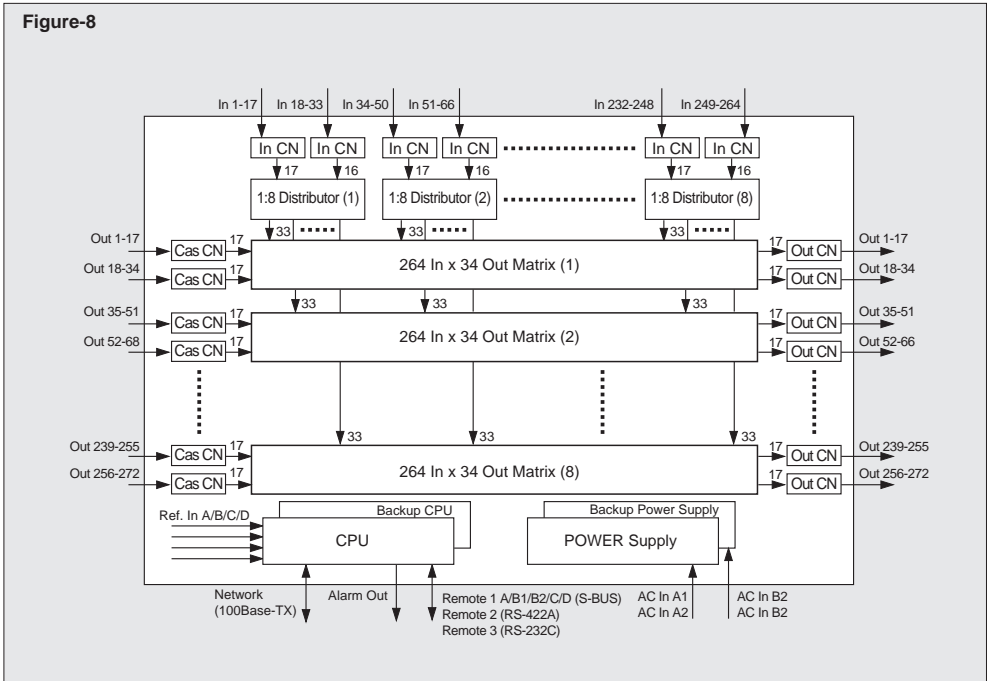 Figure-8
In 1-17
In 18-33
In 34-50
In 51-66
In 232-248
In 249-264
In CN
In CN
In CN
In CN
In CN
In CN
17
16
17
16
17
16
1:8 Distributor (1)
1:8 Distributor (2)
1:8 Distributor (8)
33
33
33
Out 1-17
Cas CN
17
264 In x 34 Out Matrix (1)
17
Out CN
Out 1-17
Out 18-34
Cas CN
17
Out CN
Out 18-34
33
33
33
Out 35-51
Cas CN
17
264 In x 34 Out Matrix (2)
17
Out CN
Out 35-51
Out 52-68
Cas CN
17
17
Out CN
Out 52-66
33
33
33
Out 239-255
Cas CN
17
264 In x 34 Out Matrix (8)
17
Out CN
Out 239-255
Out 256-272
Cas CN
17
17
Out CN
Out 256-272
Ref. In A/B/C/D
Backup CPU
CPU
Backup Power Supply
POWER Supply
Network
(100Base-TX)
Alarm Out
Remote 1 A/B1/B2/C/D (S-BUS)
Remote 2 (RS-422A)
Remote 3 (RS-232C)
AC In A1
AC In A2
AC In B2
AC In B2